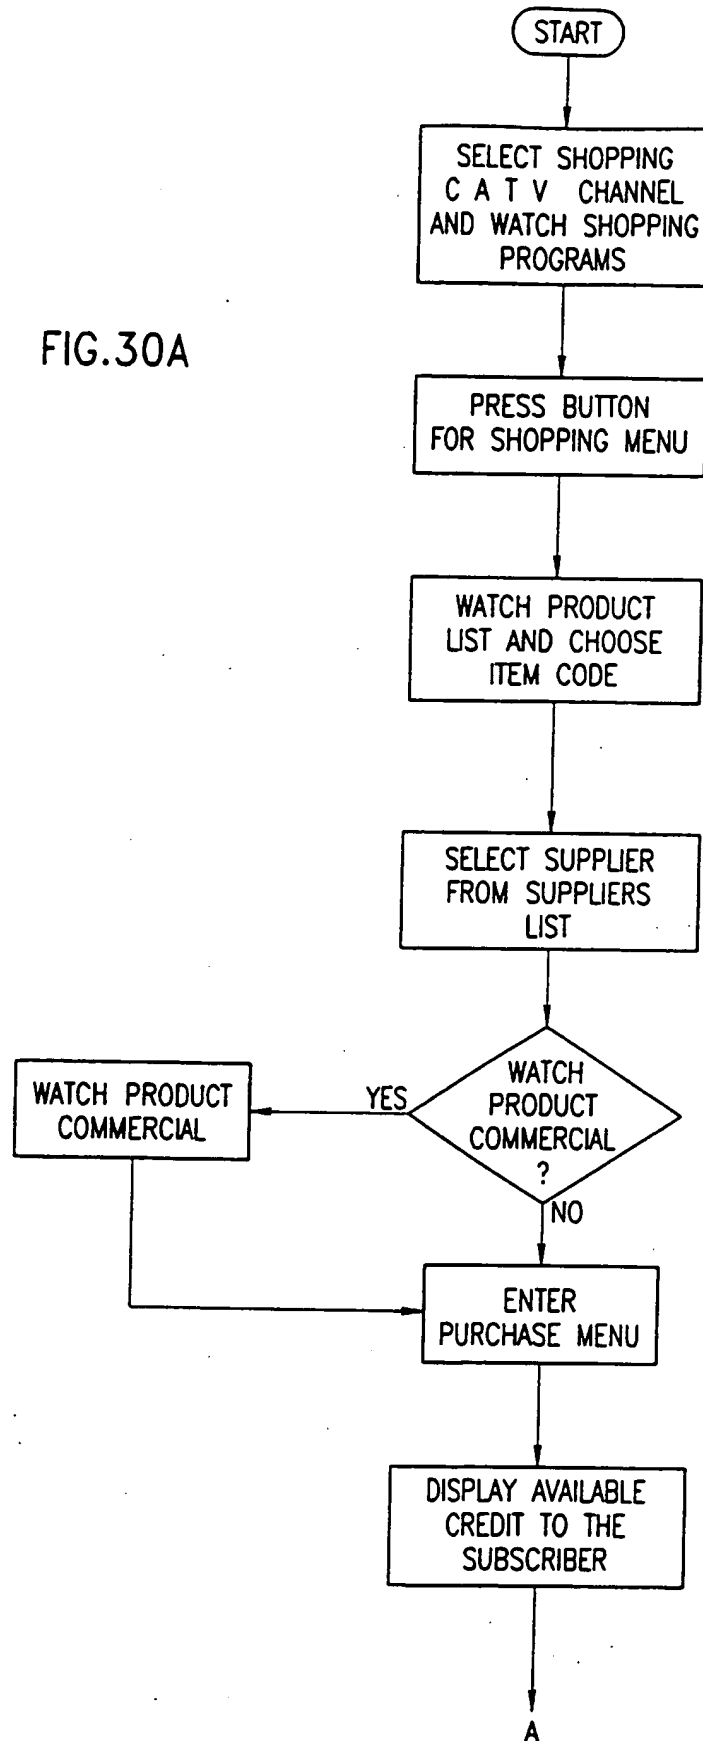 START
SELECT SHOPPING
C A T V CHANNEL
AND WATCH SHOPPING
PROGRAMS
FIG.30A
PRESS BUTTON
FOR SHOPPING MENU
WATCH PRODUCT
LIST AND CHOOSE
ITEM CODE
SELECT SUPPLIER
FROM SUPPLIERS
LIST
WATCH
PRODUCT
COMMERCIAL
?
YES
WATCH PRODUCT
COMMERCIAL
NO
ENTER
PURCHASE MENU
DISPLAY AVAILABLE
CREDIT TO THE
SUBSCRIBER
A